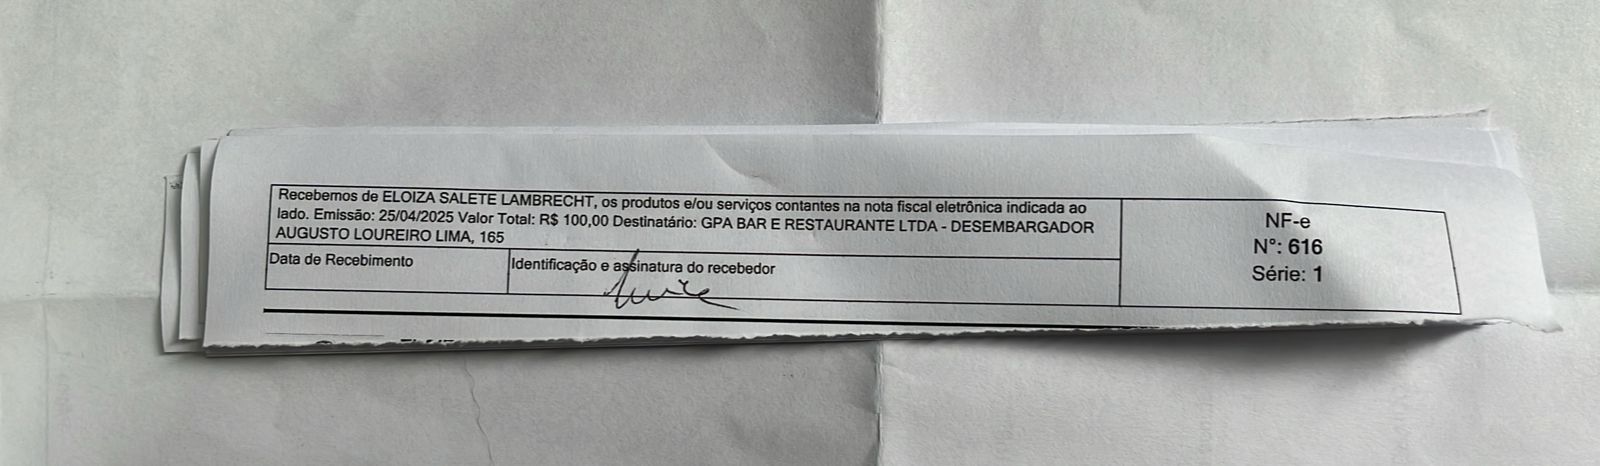 Recebemos de ELOIZA SALETE LAMBRECHT, os produtos e/ou serviços contantes na nota fiscal eletrônica indicada ao
lado. Emissão: 25/04/2025 Valor Total: R$ 100,00 Destinatário: GPA BAR E RESTAURANTE LTDA - DESEMBARGADOR
AUGUSTO LOUREIRO LIMA, 165
Data de Recebimento
Identificação e assinatura do recebedor
NF-e
N°: 616
Série: 1